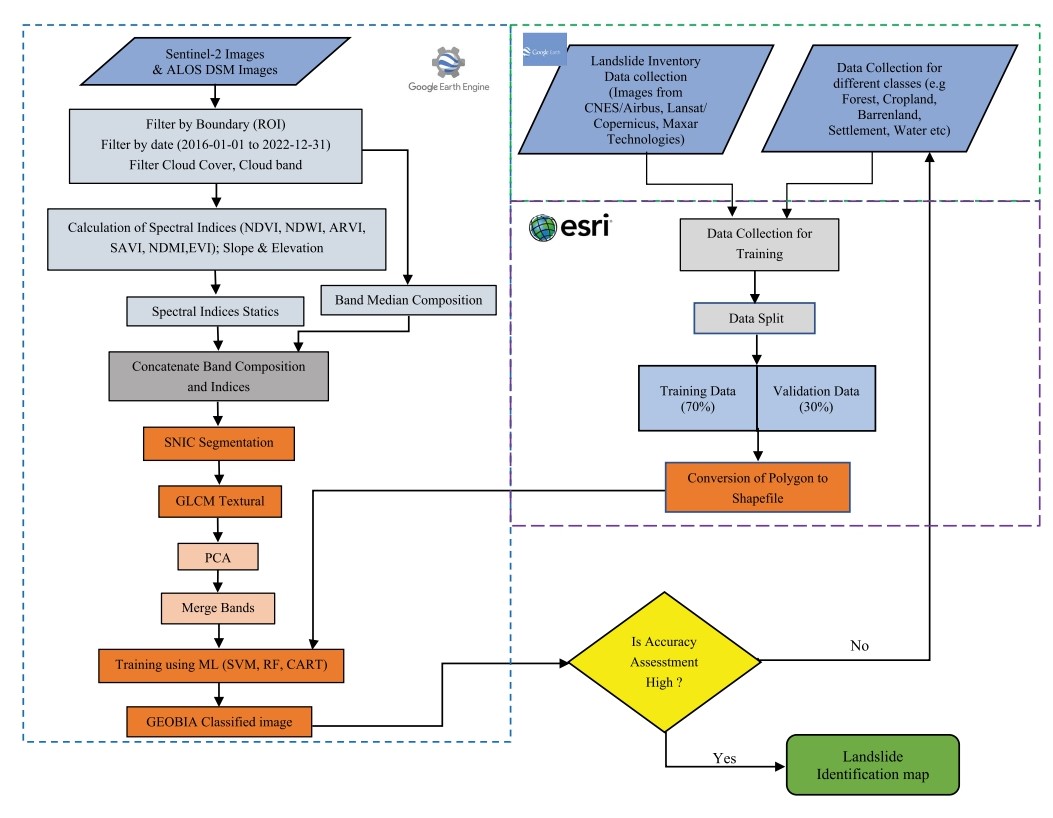 Sentinel-2 Images
& ALOS DSM Images
Google Earth Engine
Filter by Boundary (ROI)
Filter by date (2016-01-01 to 2022-12-31)
Filter Cloud Cover, Cloud band
Calculation of Spectral Indices (NDVI, NDWI, ARVI,
SAVI, NDMI,EVI); Slope & Elevation
Spectral Indices Statics
Band Median Composition
Concatenate Band Composition
and Indices
SNIC Segmentation
GLCM Textural
PCA
Merge Bands
Training using ML (SVM, RF, CART)
GEOBIA Classified image
Google Earth
Landslide Inventory
Data collection
(Images from
CNES/Airbus, Lansat/
Copernicus, Maxar
Technologies)
Data Collection for
different classes (e.g
Forest, Cropland,
Barrenland,
Settlement, Water etc)
esri
Data Collection for
Training
Data Split
Training Data
(70%)
Validation Data
(30%)
Conversion of Polygon to
Shapefile
Is Accuracy
Assesstment
High ?
No
Yes
Landslide
Identification map